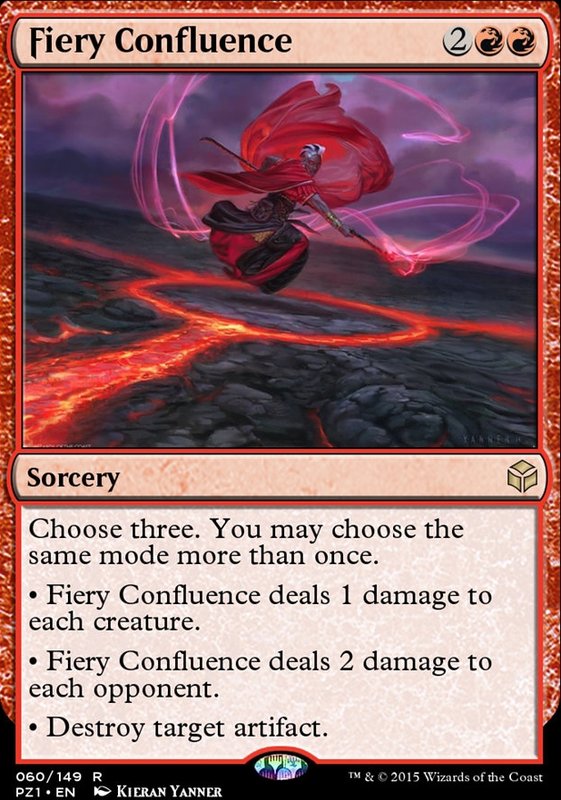 Fiery Confluence 2
YANNER
Sorcery
Choose three. You may choose the
same mode more than once.
• Fiery Confluence deals 1 damage to
each creature.
• Fiery Confluence deals 2 damage to
each opponent.
• Destroy target artifact.
060/149 R
PZ1 • EN KIERAN YANNER
™ & © 2015 Wizards of the Coast